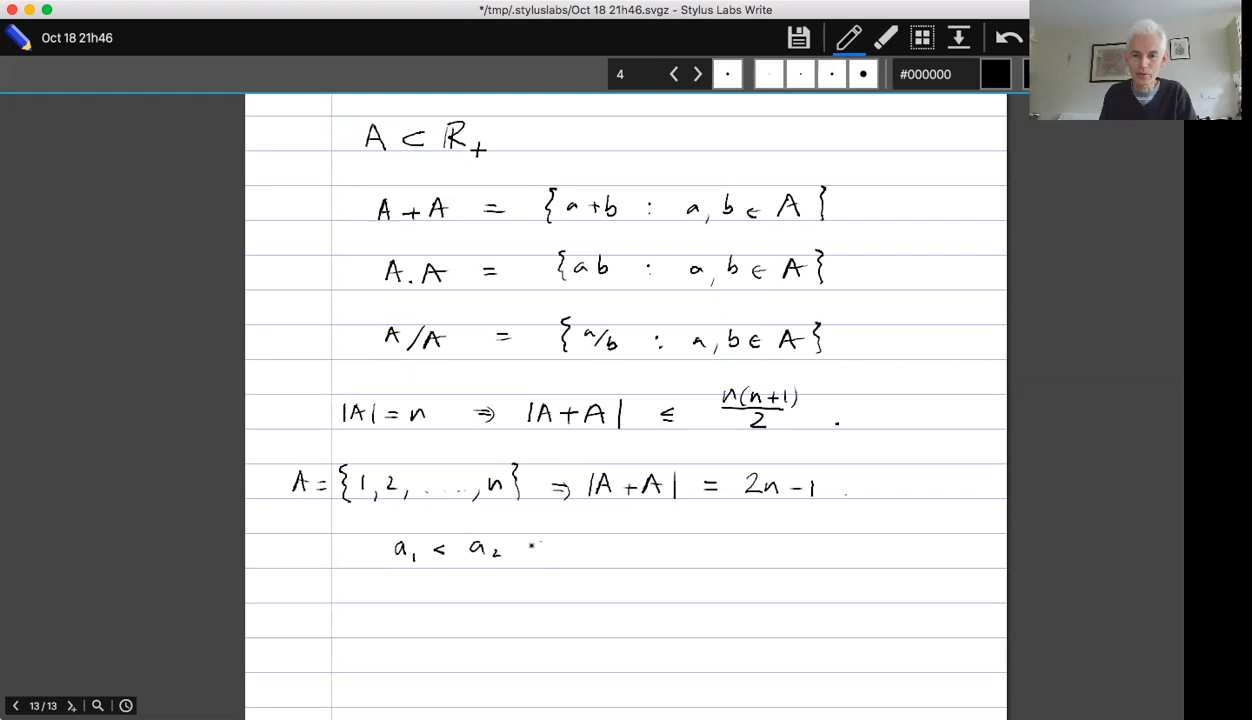 */tmp/.styluslabs/Oct 18 21h46.svgz - Stylus Labs Write
Oct 18 21h46
4
#000000
A ⊂ ℝ₊
A + A = {a + b : a, b ∈ A}
A . A = {ab : a, b ∈ A}
A / A = {a/b : a, b ∈ A}
|A| = n ⇒ |A + A| ≤ n(n+1)/2 .
A = {1, 2, . . . . , n} ⇒ |A + A| = 2n - 1 .
a₁ < a₂
13/13